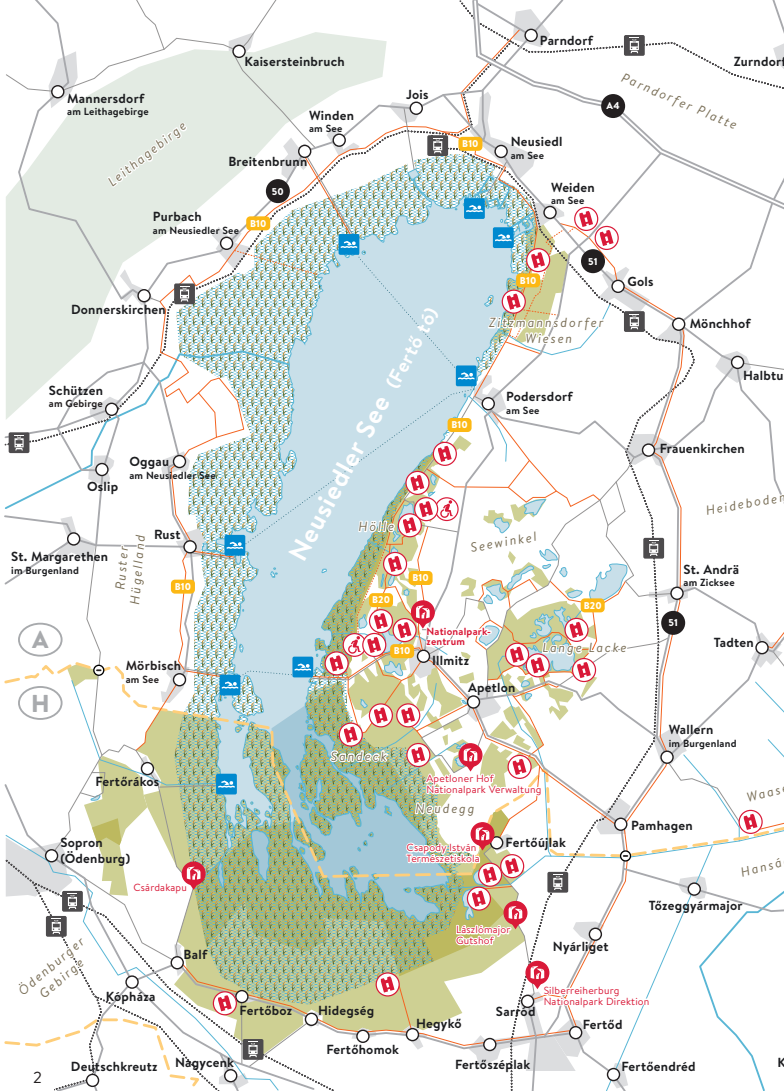 Parndorf
Kaisersteinbruch
Zurndorf
Parndorfer Platte
Mannersdorf
am Leithagebirge
Jois
A4
Winden
am See
Leithagebirge
B10
Neusiedl
am See
Breitenbrunn
50
Weiden
am See
Purbach
am Neusiedler See
B10
51
B10
Gols
Donnerskirchen
Zitzmannsdorfer
Wiesen
Mönchhof
Neusiedler See (Fertő tó)
Halbtu
Schützen
am Gebirge
Podersdorf
am See
B10
Frauenkirchen
Oggau
am Neusiedler See
Oslip
Heideboden
Hölle
Seewinkel
Rust
St. Margarethen
im Burgenland
Ruster
Hügelland
B10
B10
St. Andrä
am Zicksee
B20
B20
Nationalpark-
zentrum
51
A
Lange Lacke
Tadten
B10
Illmitz
Mörbisch
am See
H
Apetlon
Wallern
im Burgenland
Sandeck
Fertőrákos
Apetloner Hof
Nationalpark Verwaltung
Waase
Neudegg
Pamhagen
Csapody István
Természetiskola
Fertőújlak
Sopron
(Ödenburg)
Hansá
Csárdakapu
Tőzeggyármajor
Lászlómajor
Gutshof
Nyárliget
Ödenburger
Gebirge
Balf
Silberreiherburg
Nationalpark Direktion
Kópháza
Fertőboz
Hidegség
Sarród
Hegykő
Fertőd
Fertőhomok
Fertőszéplak
Deutschkreutz
Nagycenk
Fertőendréd
K
2